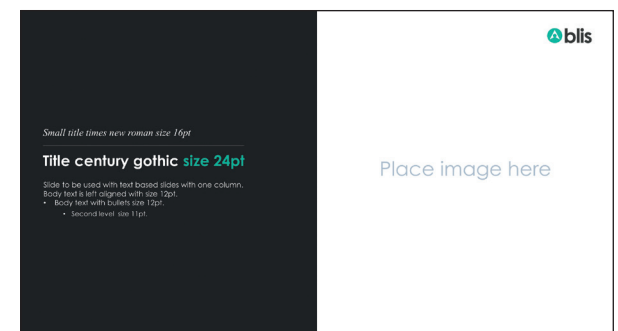 blis
Small title times new roman size 16pt
Title century gothic size 24pt
Slide to be used with text based slides with one column.
Body text is left aligned with size 12pt.
• Body text with bullets size 12pt.
• Second level size 11pt.
Place image here